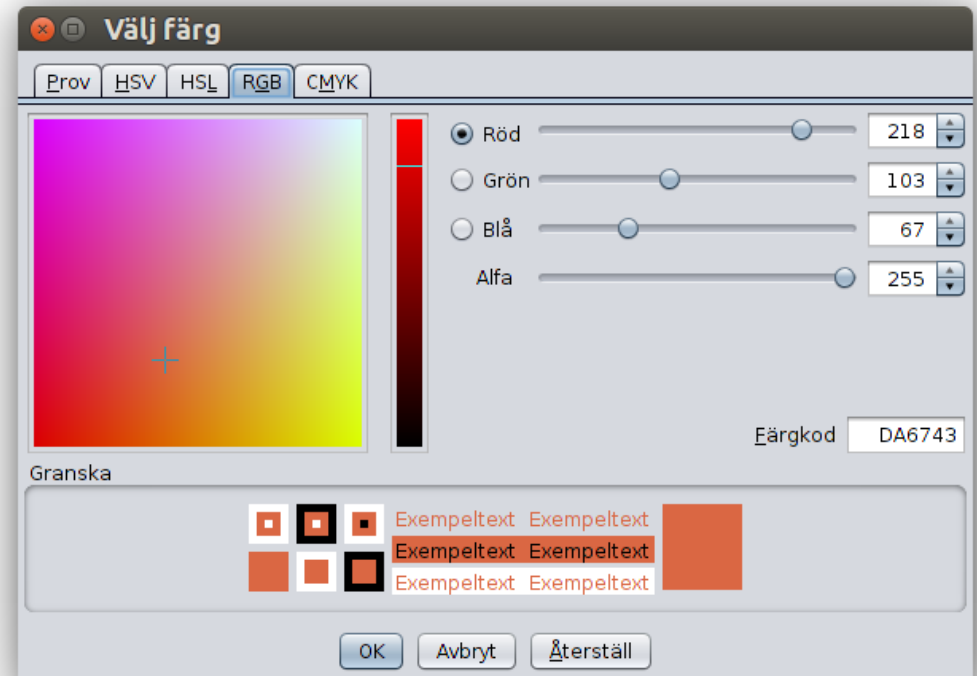 Välj färg
Prov HSV HSL RGB CMYK
Röd 218
Grön 103
Blå 67
Alfa 255
Färgkod DA6743
Granska
Exempeltext Exempeltext
Exempeltext Exempeltext
Exempeltext Exempeltext
OK Avbryt Återställ